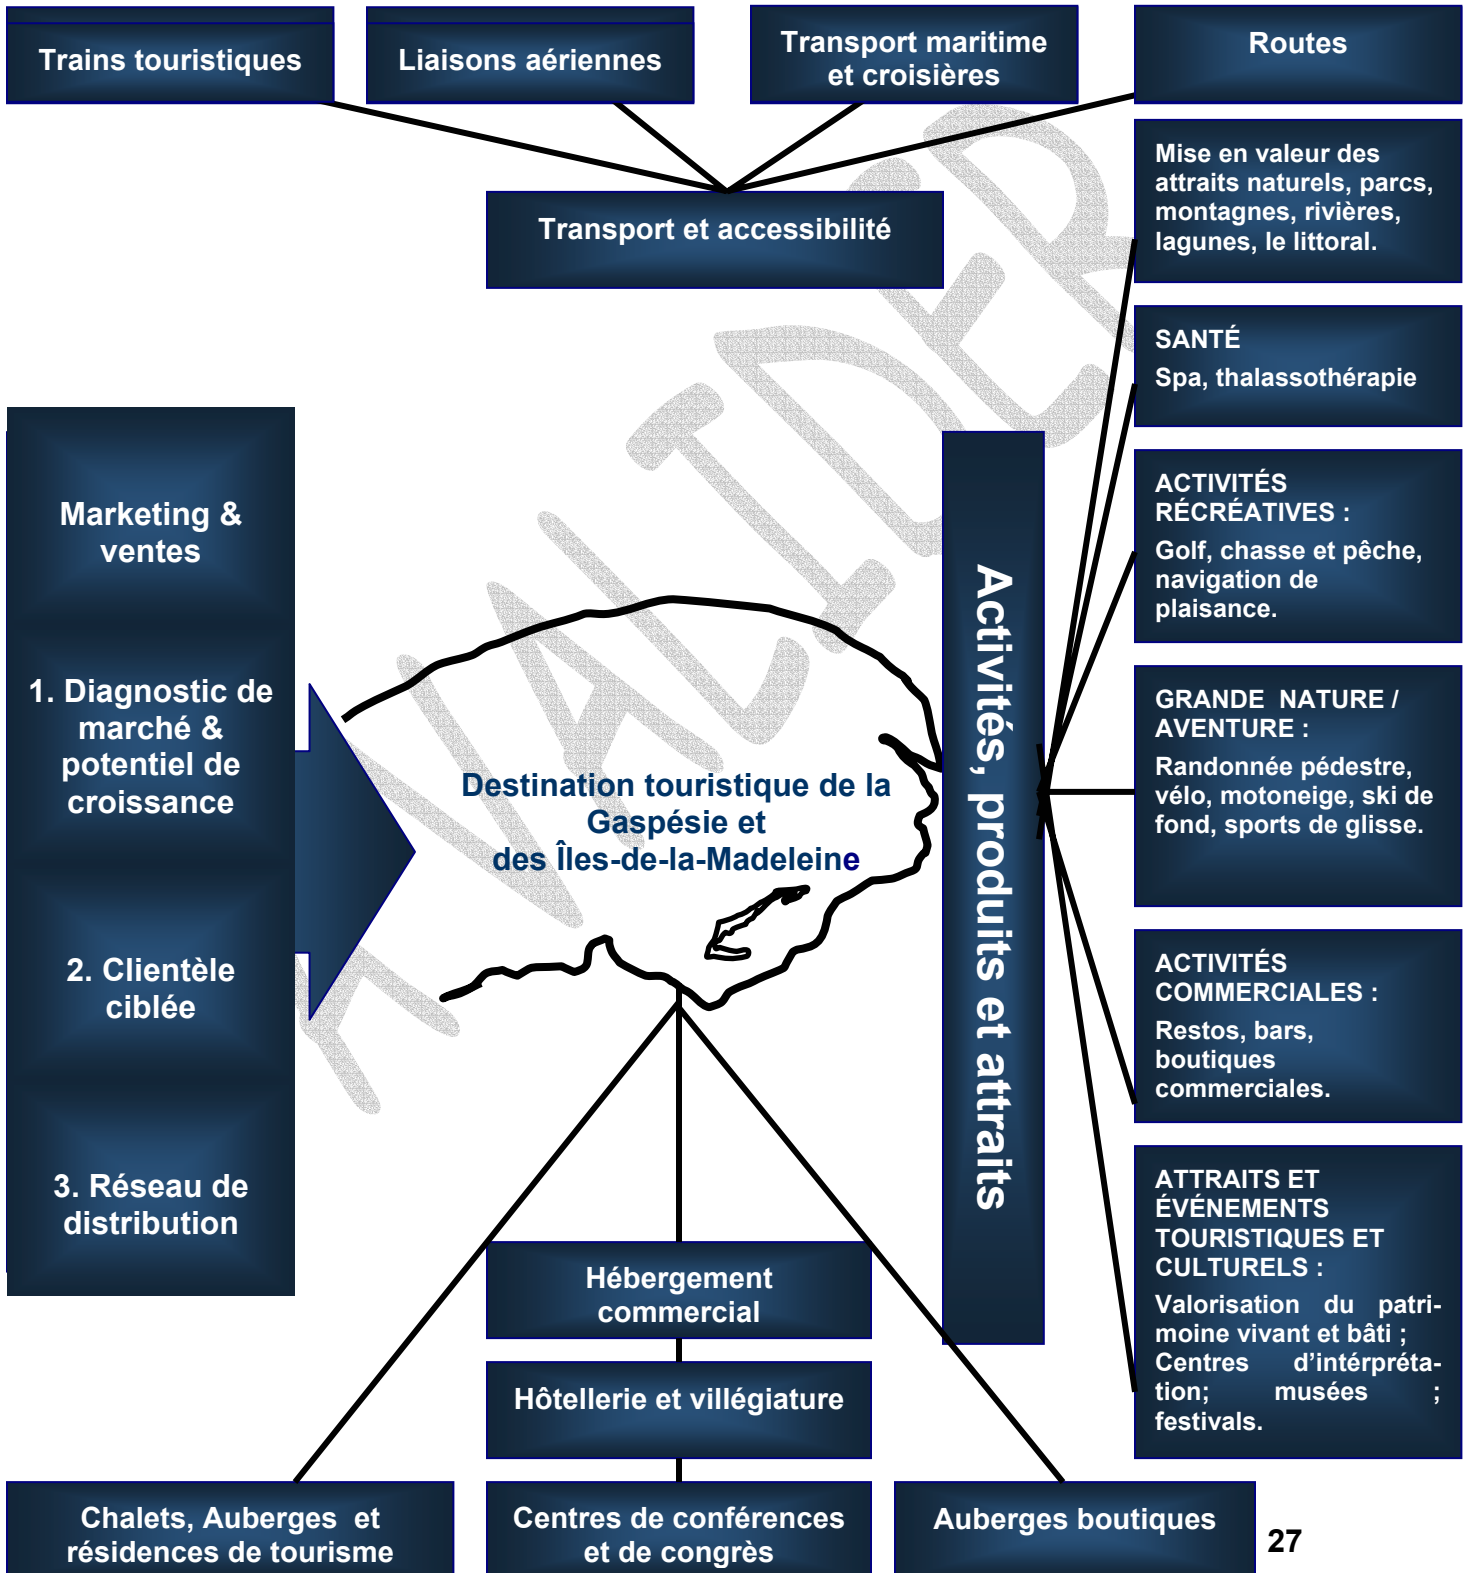 Trains touristiques
Liaisons aériennes
Transport maritime
et croisières
Routes
Transport et accessibilité
Mise en valeur des
attraits naturels, parcs,
montagnes, rivières,
lagunes, le littoral.
SANTÉ
Spa, thalassothérapie
ACTIVITÉS
RÉCRÉATIVES :
Golf, chasse et pêche,
navigation de
plaisance.
GRANDE NATURE /
AVENTURE :
Randonnée pédestre,
vélo, motoneige, ski de
fond, sports de glisse.
ACTIVITÉS
COMMERCIALES :
Restos, bars,
boutiques
commerciales.
ATTRAITS ET
ÉVÉNEMENTS
TOURISTIQUES ET
CULTURELS :
Valorisation du patri-
moine vivant et bâti ;
Centres d'intérpréta-
tion; musées ;
festivals.
Activités, produits et attraits
Marketing &
ventes
1. Diagnostic de
marché &
potentiel de
croissance
2. Clientèle
ciblée
3. Réseau de
distribution
Destination touristique de la
Gaspésie et
des Îles-de-la-Madeleine
A VALIDER
Hébergement
commercial
Hôtellerie et villégiature
Chalets, Auberges et
résidences de tourisme
Centres de conférences
et de congrès
Auberges boutiques
27